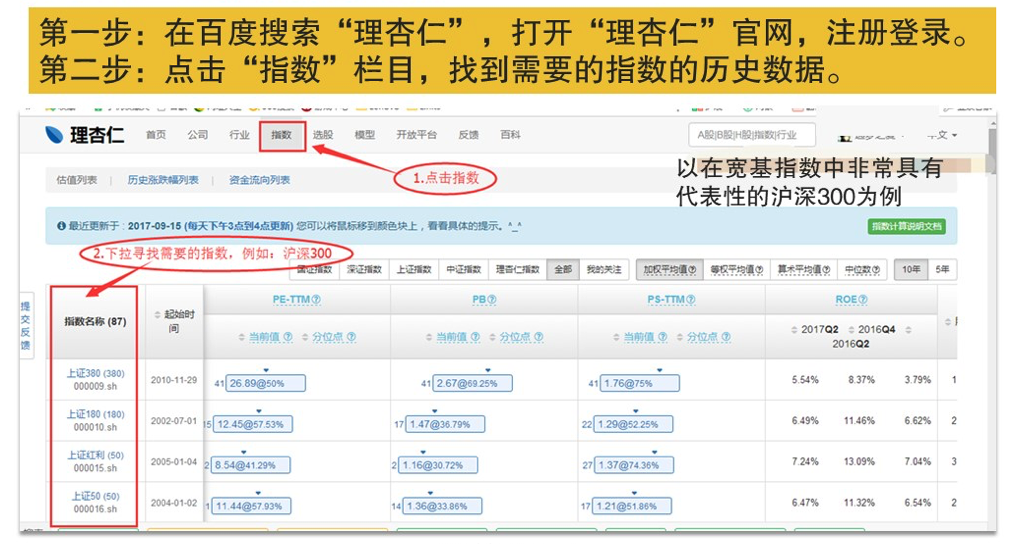 第一步：在百度搜索“理杏仁”，打开“理杏仁”官网，注册登录。
第二步：点击“指数”栏目，找到需要的指数的历史数据。
理杏仁 首页 公司 行业 指数 选股 模型 开放平台 反馈 百科 A股|B股|H股|指数|行业
1.点击指数
以在宽基指数中非常具有
代表性的沪深300为例
估值列表 | 历史涨跌幅列表 | 资金流向列表
最近更新于：2017-09-15 (每天下午3点到4点更新) 您可以将鼠标移到颜色块上，看看具体的提示。^_^ 指数计算说明文档
2.下拉寻找需要的指数，例如：沪深300
深证指数 上证指数 中证指数 理杏仁指数 全部 我的关注 加权平均值 等权平均值 算术平均值 中位数 10年 5年
提交反馈
指数名称 (87) 起始时间 PE-TTM PB PS-TTM ROE
当前值 分位点 当前值 分位点 当前值 分位点 2017Q2 2016Q4
2016Q2
上证380 (380)
000009.sh 2010-11-29 41 26.89@50% 41 2.67@69.25% 41 1.76@75% 5.54% 8.37% 3.79% 1
上证180 (180)
000010.sh 2002-07-01 15 12.45@57.53% 17 1.47@36.79% 22 1.29@52.25% 6.49% 11.46% 6.62% 2
上证红利 (50)
000015.sh 2005-01-04 2 8.54@41.29% 2 1.16@30.72% 27 1.37@74.36% 7.24% 13.09% 7.04% 3
上证50 (50)
000016.sh 2004-01-02 1 11.44@57.93% 14 1.36@33.86% 17 1.21@51.86% 6.47% 11.32% 6.54% 2